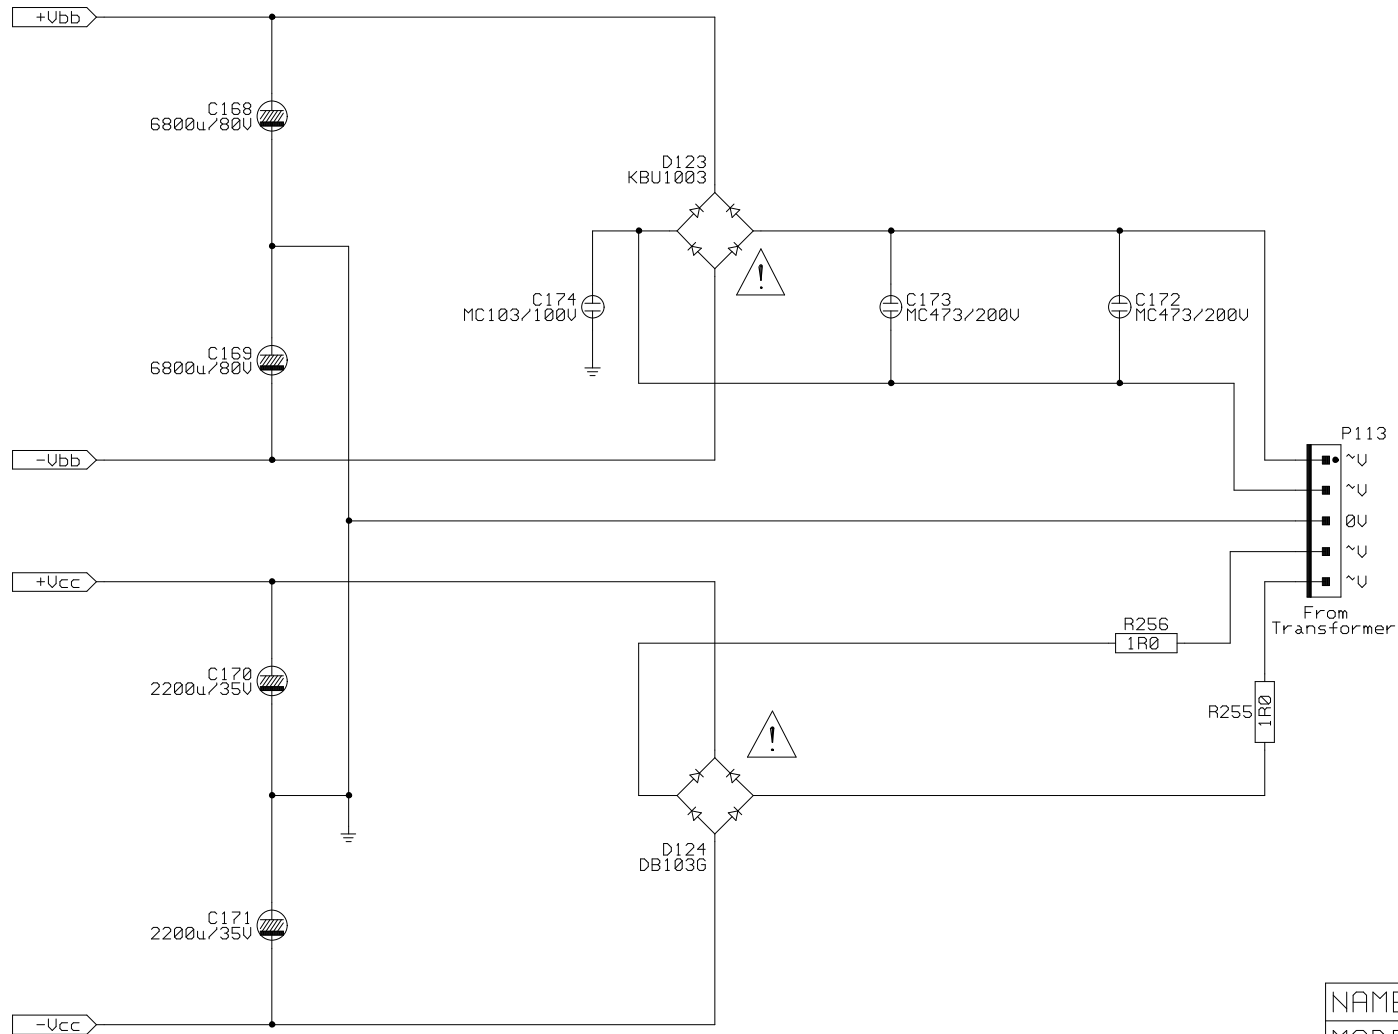 +Vbb
C168
6800u/80V
D123
KBU1003
!
C174
MC103/100V
C173
MC473/200V
C172
MC473/200V
C169
6800u/80V
P113
-Vbb
~V
~V
0V
~V
+Vcc
~V
From
Transformer
R256
1R0
C170
2200u/35V
R255
1R0
!
D124
DB103G
C171
2200u/35V
NAME
-Vcc